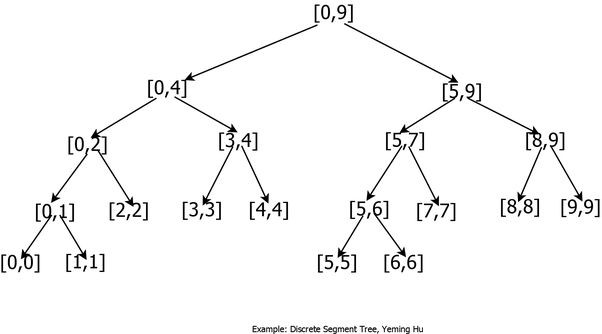 [0,9]
[0,4] [5,9]
[0,2] [3,4] [5,7] [8,9]
[0,1] [2,2] [3,3] [4,4] [5,6] [7,7] [8,8] [9,9]
[0,0] [1,1] [5,5] [6,6]
Example: Discrete Segment Tree, Yeming Hu